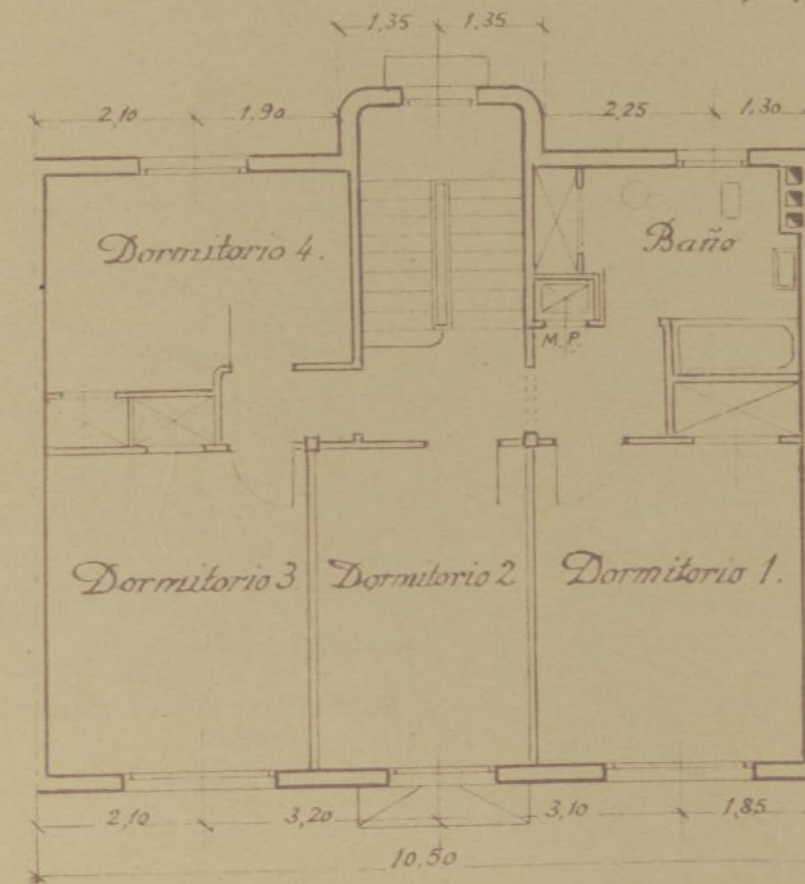 1,35 1,35
2,10 1,90 2,25 1,30
Dormitorio 4.
Baño
M.P.
Dormitorio 3 Dormitorio 2 Dormitorio 1.
2,10 3,20 3,10 1,85
10,50